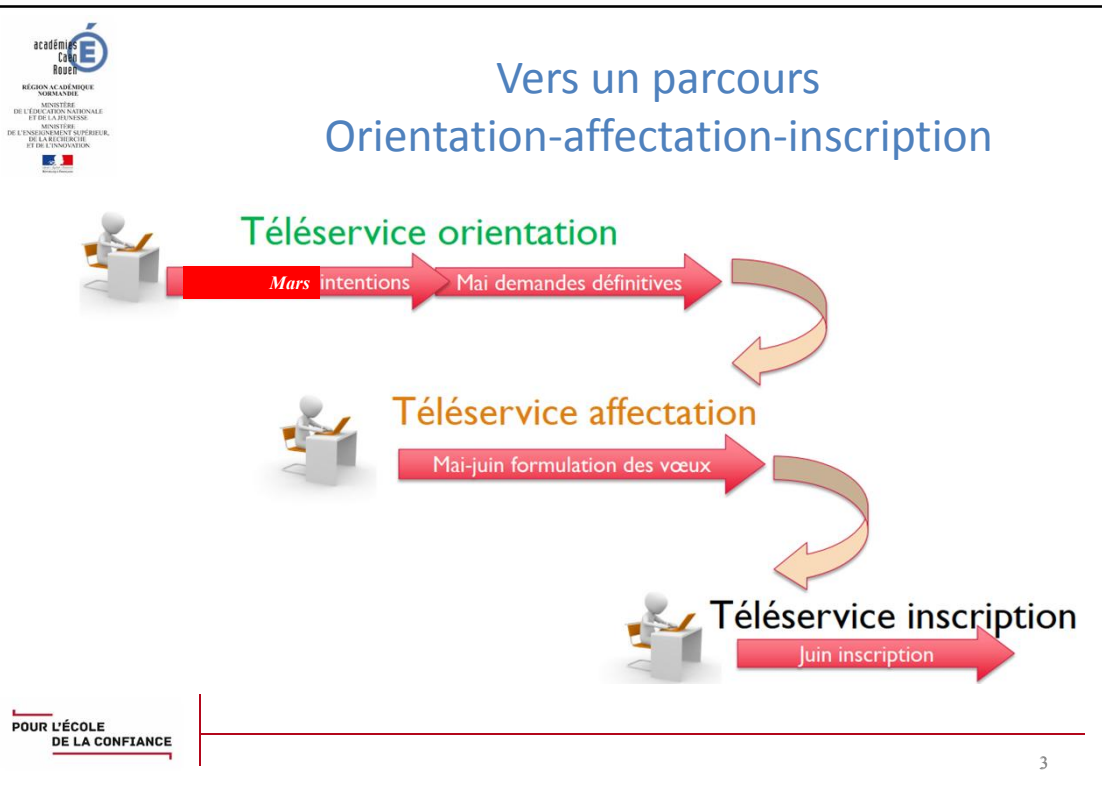 académies
Caen
Rouen
É
RÉGION ACADÉMIQUE
NORMANDIE
MINISTÈRE
DE L'ÉDUCATION NATIONALE
ET DE LA JEUNESSE
MINISTÈRE
DE L'ENSEIGNEMENT SUPÉRIEUR,
DE LA RECHERCHE
ET DE L'INNOVATION
Vers un parcours
Orientation-affectation-inscription
Téléservice orientation
Mars intentions
Mai demandes définitives
Téléservice affectation
Mai-juin formulation des vœux
Téléservice inscription
Juin inscription
POUR L'ÉCOLE
DE LA CONFIANCE
3